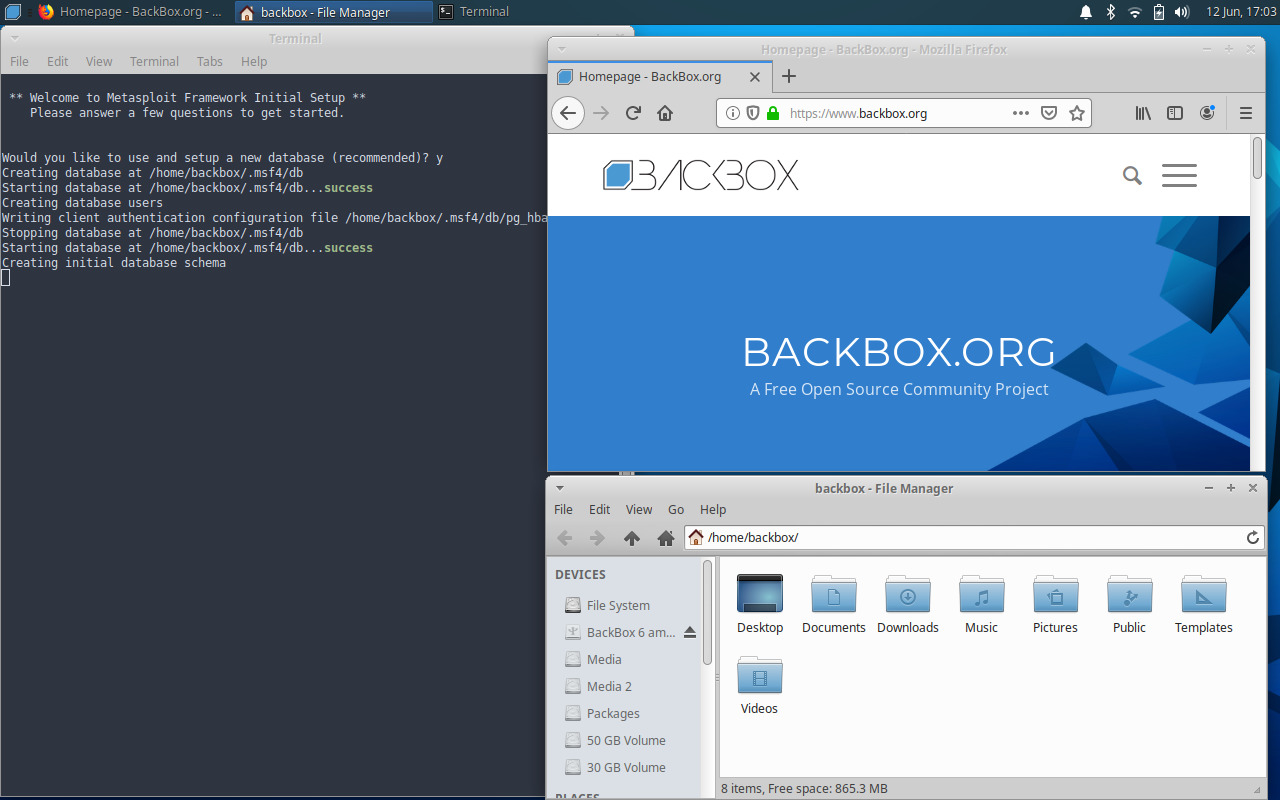 Homepage - BackBox.org - ...
backbox - File Manager
Terminal
12 Jun, 17:03
Terminal
File Edit View Terminal Tabs Help
** Welcome to Metasploit Framework Initial Setup **
Please answer a few questions to get started.
Would you like to use and setup a new database (recommended)? y
Creating database at /home/backbox/.msf4/db
Starting database at /home/backbox/.msf4/db...success
Creating database users
Writing client authentication configuration file /home/backbox/.msf4/db/pg_hba
Stopping database at /home/backbox/.msf4/db
Starting database at /home/backbox/.msf4/db...success
Creating initial database schema
Homepage - BackBox.org - Mozilla Firefox
Homepage - BackBox.org
https://www.backbox.org
BACKBOX
BACKBOX.ORG
A Free Open Source Community Project
backbox - File Manager
File Edit View Go Help
/home/backbox/
DEVICES
File System
BackBox 6 am...
Media
Media 2
Packages
50 GB Volume
30 GB Volume
PLACES
Desktop Documents Downloads Music Pictures Public Templates
Videos
8 items, Free space: 865.3 MB